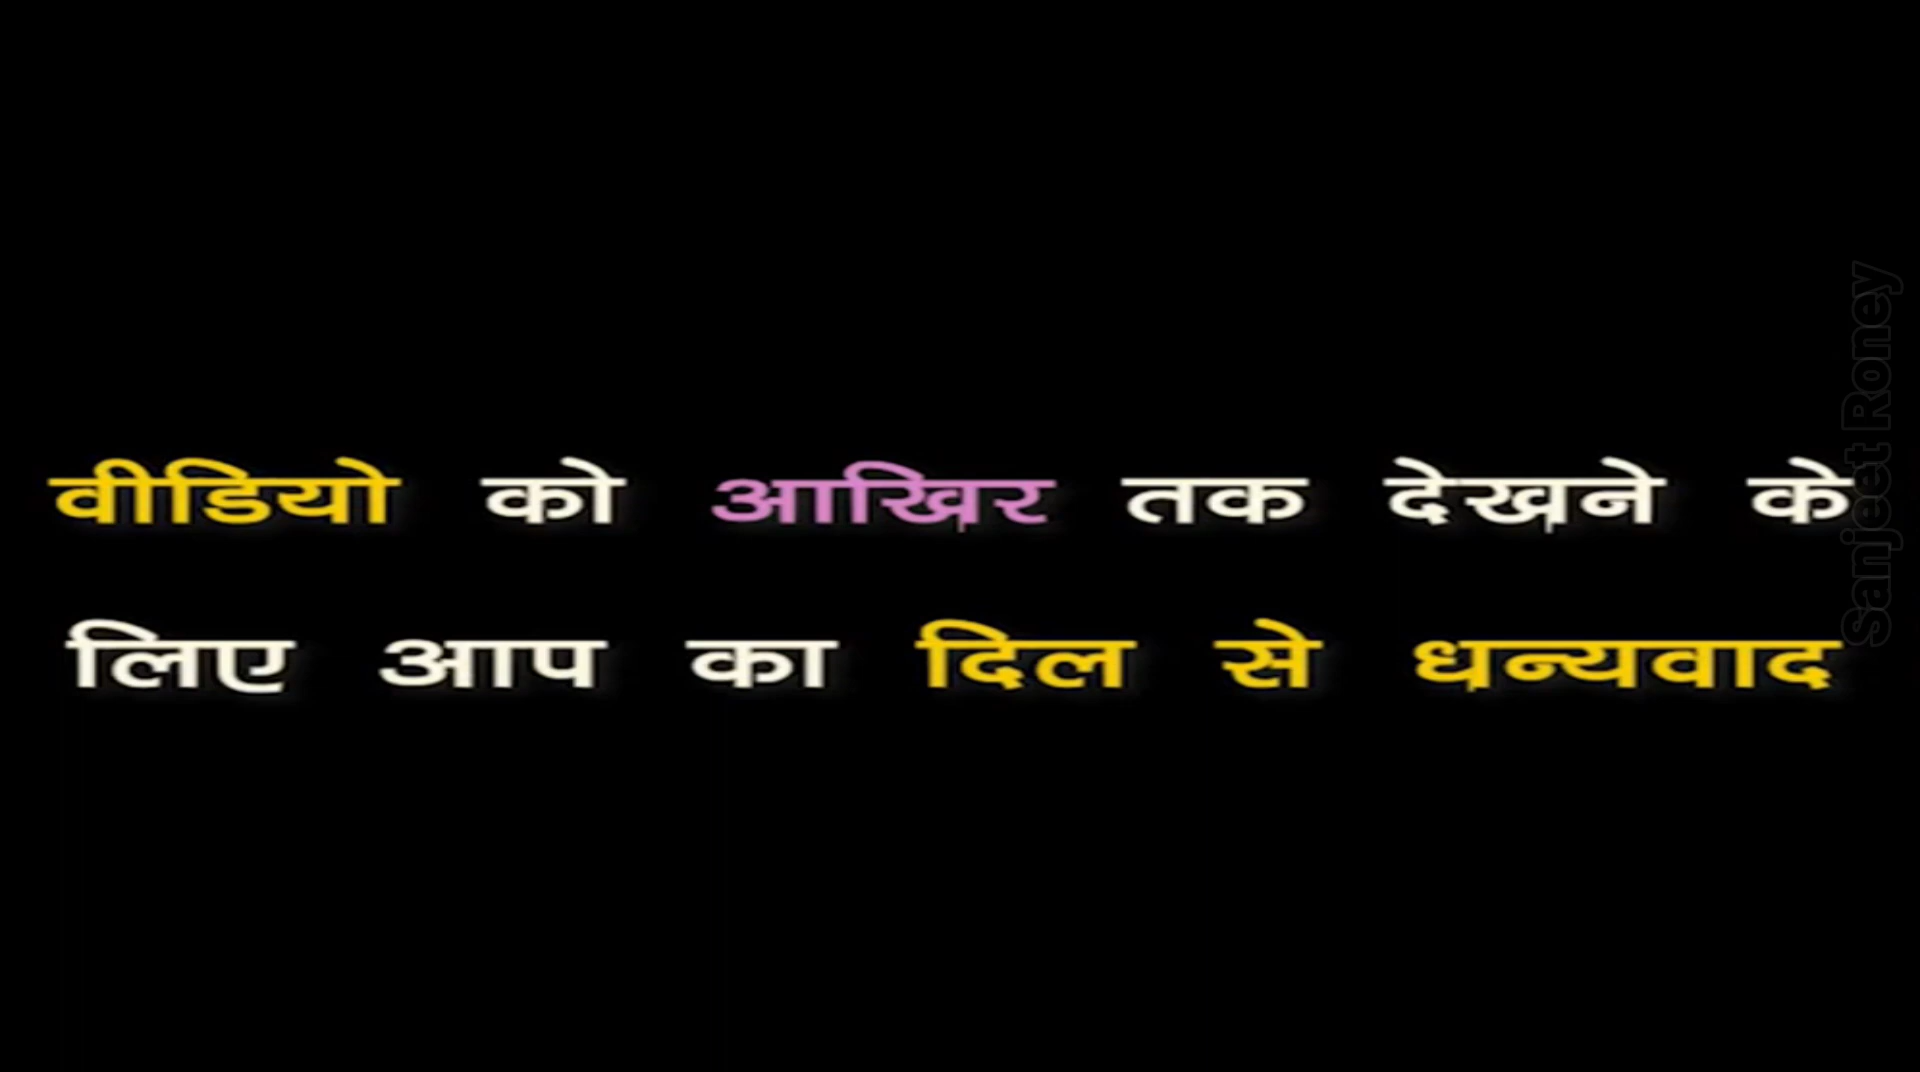 वीडियो को आखिर तक देखने के
लिए आप का दिल से धन्यवाद
Sanjeet Roney